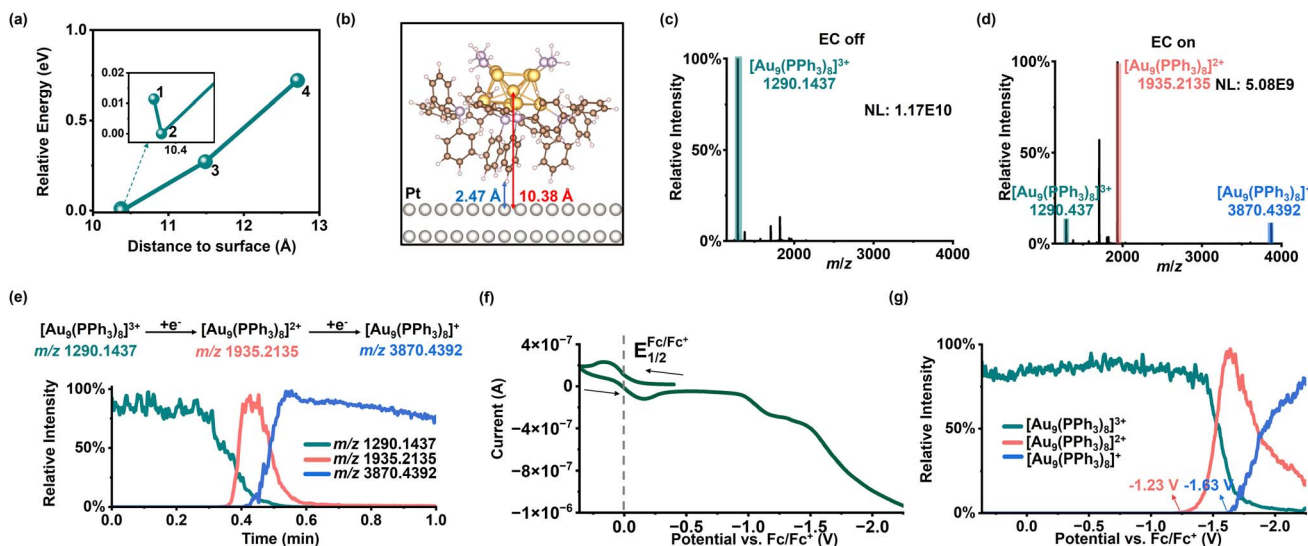 (a)
Relative Energy (eV)
1.0
0.5
0.0
0.02
0.01
0.00
10.4
1
2
3
4
10 11 12 13
Distance to surface (Å)
(b)
Pt
2.47 Å
10.38 Å
(c)
EC off
[Au₉(PPh₃)₈]³⁺
1290.1437
NL: 1.17E10
Relative Intensity
100%
50%
0%
2000 3000 4000
m/z
(d)
EC on
[Au₉(PPh₃)₈]²⁺
1935.2135 NL: 5.08E9
[Au₉(PPh₃)₈]³⁺
1290.437
[Au₉(PPh₃)₈]⁺
3870.4392
Relative Intensity
100%
50%
0%
2000 3000 4000
m/z
(e)
[Au₉(PPh₃)₈]³⁺ +e⁻ [Au₉(PPh₃)₈]²⁺ +e⁻ [Au₉(PPh₃)₈]⁺
m/z 1290.1437 m/z 1935.2135 m/z 3870.4392
Relative Intensity
100%
50%
0%
m/z 1290.1437
m/z 1935.2135
m/z 3870.4392
0.0 0.2 0.4 0.6 0.8 1.0
Time (min)
(f)
E₁/₂ Fc/Fc⁺
Current (A)
4×10⁻⁷
0
−4×10⁻⁷
−8×10⁻⁷
−1×10⁻⁶
0.0 −0.5 −1.0 −1.5 −2.0
Potential vs. Fc/Fc⁺ (V)
(g)
Relative Intensity
100%
50%
0%
[Au₉(PPh₃)₈]³⁺
[Au₉(PPh₃)₈]²⁺
[Au₉(PPh₃)₈]⁺
-1.23 V
-1.63 V
0.0 −0.5 −1.0 −1.5 −2.0
Potential vs. Fc/Fc⁺ (V)